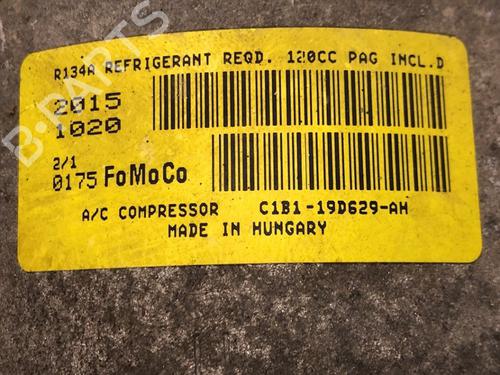 R134A REFRIGERANT REQD. 120CC PAG INCL.D
2015
1020
2/1
0175 FoMoCo
A/C COMPRESSOR C1B1-19D629-AH
MADE IN HUNGARY
B-PARTS